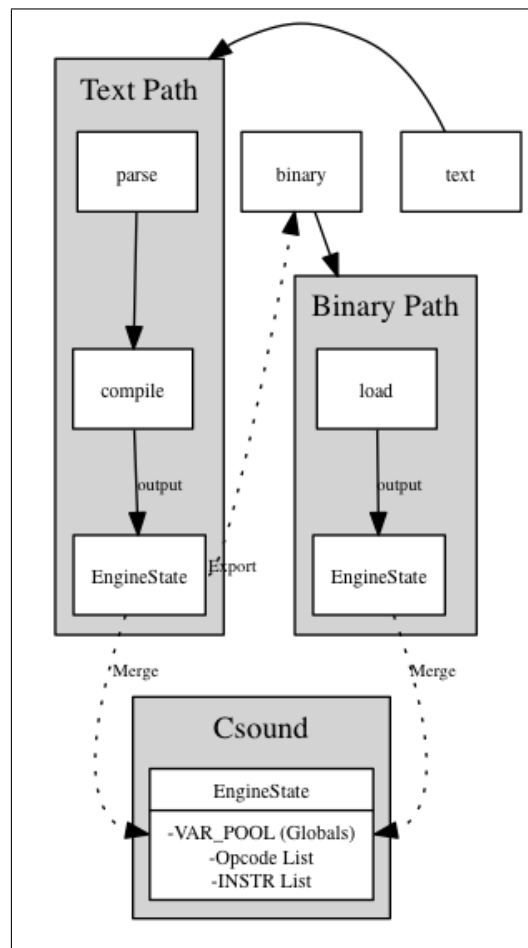 Text Path
parse
binary
text
Binary Path
compile
load
output
output
EngineState
Export
EngineState
Merge
Merge
Csound
EngineState
-VAR_POOL (Globals)
-Opcode List
-INSTR List